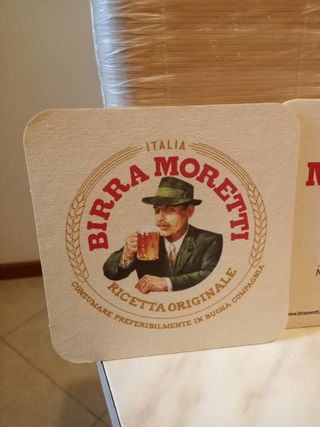 ITALIA
BIRRA MORETTI
RICETTA ORIGINALE
CONSUMARE PREFERIBILMENTE IN BUONA COMPAGNIA